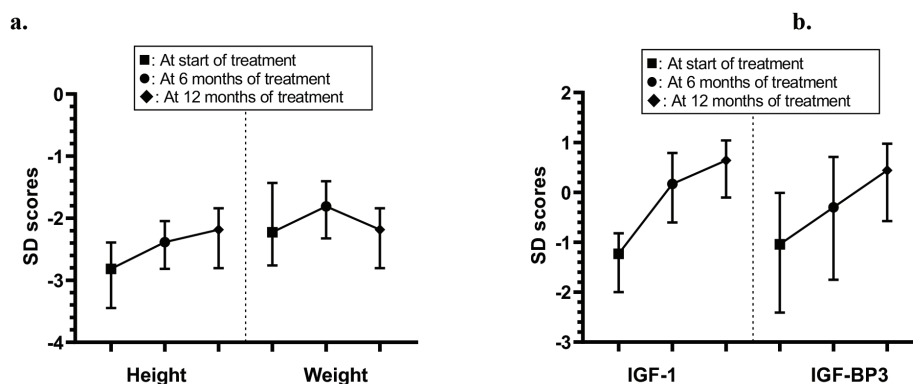 a.
■: At start of treatment
●: At 6 months of treatment
◆: At 12 months of treatment
0
-1
-2
-3
-4
SD scores
Height
Weight
b.
■: At start of treatment
●: At 6 months of treatment
◆: At 12 months of treatment
2
1
0
-1
-2
-3
SD scores
IGF-1
IGF-BP3